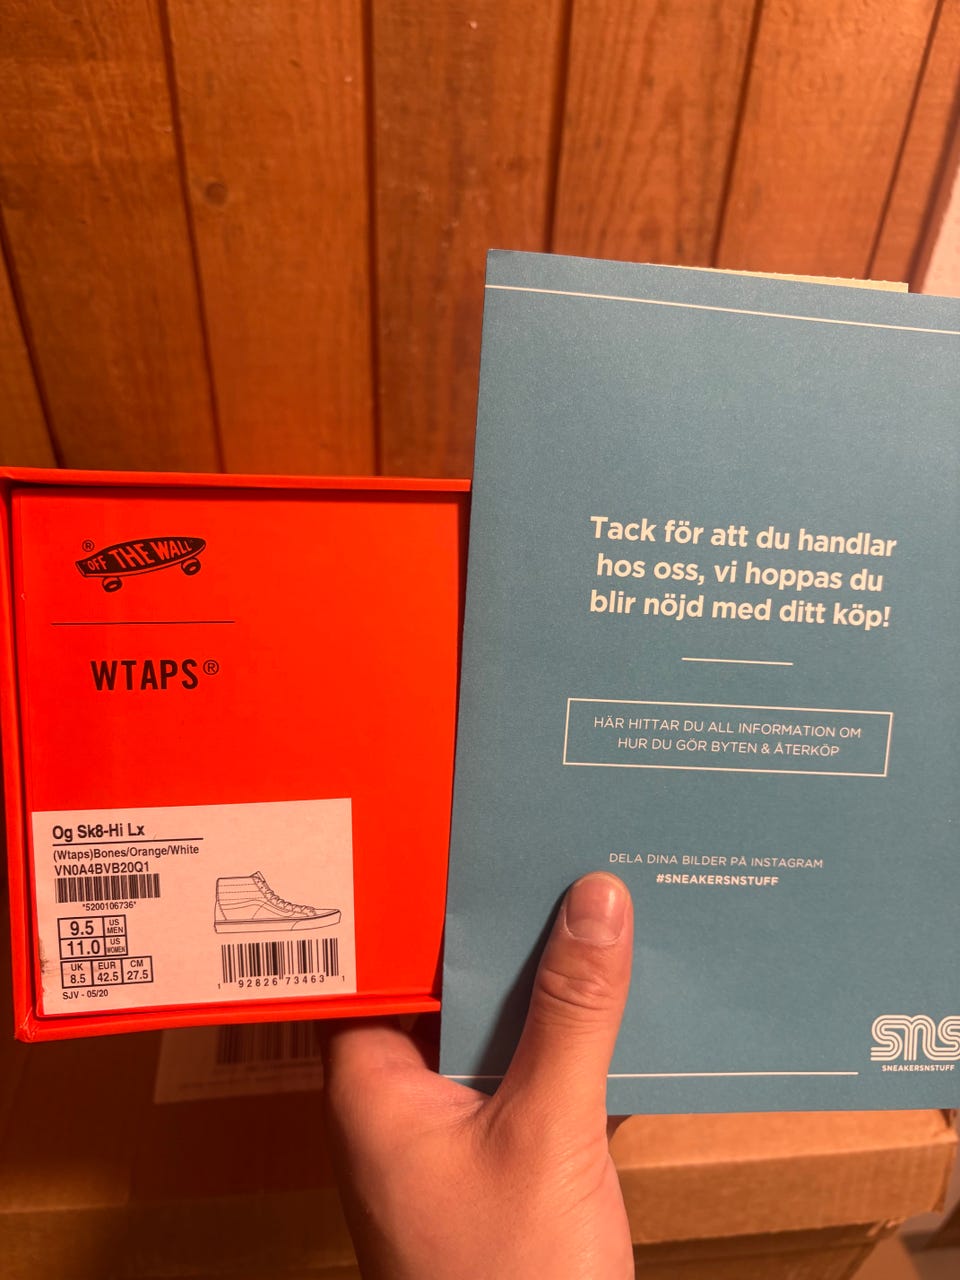 ® OFF THE WALL
WTAPS®
Og Sk8-Hi Lx
(Wtaps)Bones/Orange/White
VN0A4BVB20Q1
*5200106736*
9.5 US MEN
11.0 US WOMEN
UK EUR CM
8.5 42.5 27.5
SJV - 05/20
1 92826 73463 1
Tack för att du handlar
hos oss, vi hoppas du
blir nöjd med ditt köp!
HÄR HITTAR DU ALL INFORMATION OM
HUR DU GÖR BYTEN & ÅTERKÖP
DELA DINA BILDER PÅ INSTAGRAM
#SNEAKERSNSTUFF
sns
SNEAKERSNSTUFF